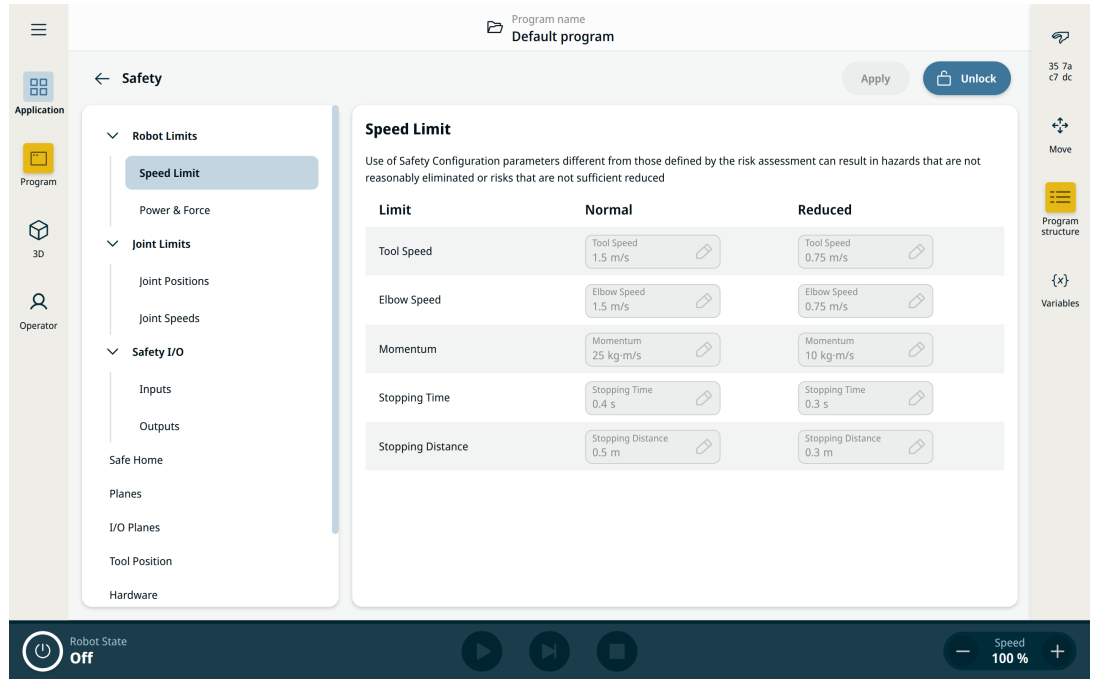 Program name
Default program
Application
Program
3D
Operator
Safety
Apply
Unlock
Robot Limits
Speed Limit
Power & Force
Joint Limits
Joint Positions
Joint Speeds
Safety I/O
Inputs
Outputs
Safe Home
Planes
I/O Planes
Tool Position
Hardware
Speed Limit
Use of Safety Configuration parameters different from those defined by the risk assessment can result in hazards that are not
reasonably eliminated or risks that are not sufficient reduced
Limit Normal Reduced
Tool Speed
Tool Speed
1.5 m/s
Tool Speed
0.75 m/s
Elbow Speed
Elbow Speed
1.5 m/s
Elbow Speed
0.75 m/s
Momentum
Momentum
25 kg·m/s
Momentum
10 kg·m/s
Stopping Time
Stopping Time
0.4 s
Stopping Time
0.3 s
Stopping Distance
Stopping Distance
0.5 m
Stopping Distance
0.3 m
35 7a
c7 dc
Move
Program
structure
{x}
Variables
Robot State
Off
Speed
100 %